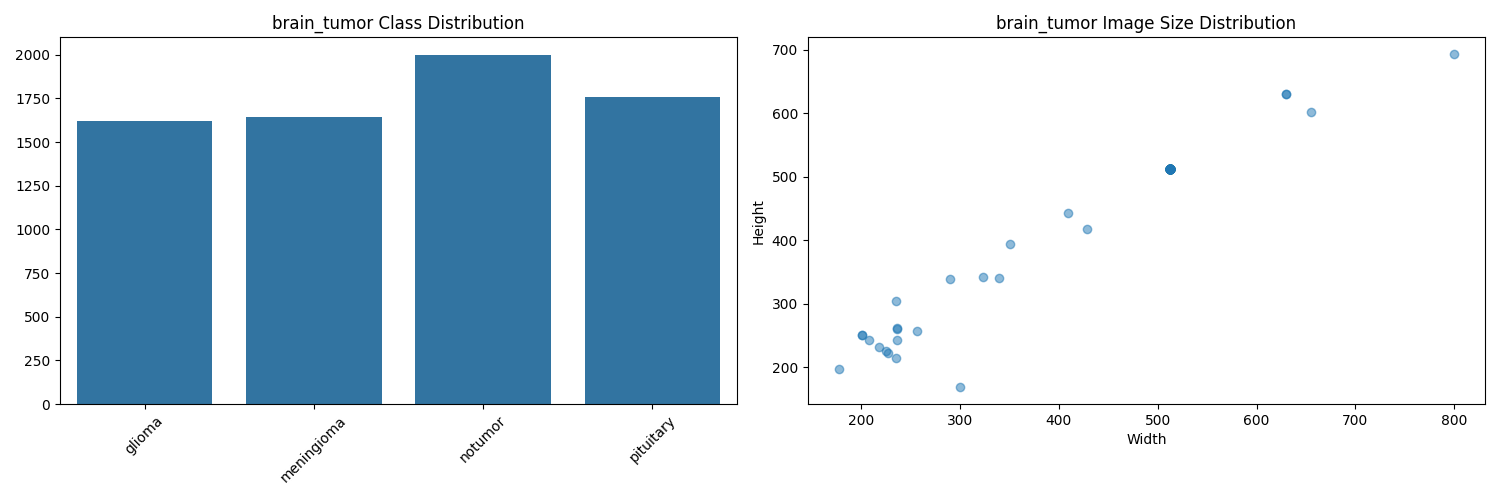 brain_tumor Class Distribution
2000
1750
1500
1250
1000
750
500
250
0
glioma
meningioma
notumor
pituitary
brain_tumor Image Size Distribution
700
600
500
400
300
200
Height
200 300 400 500 600 700 800
Width